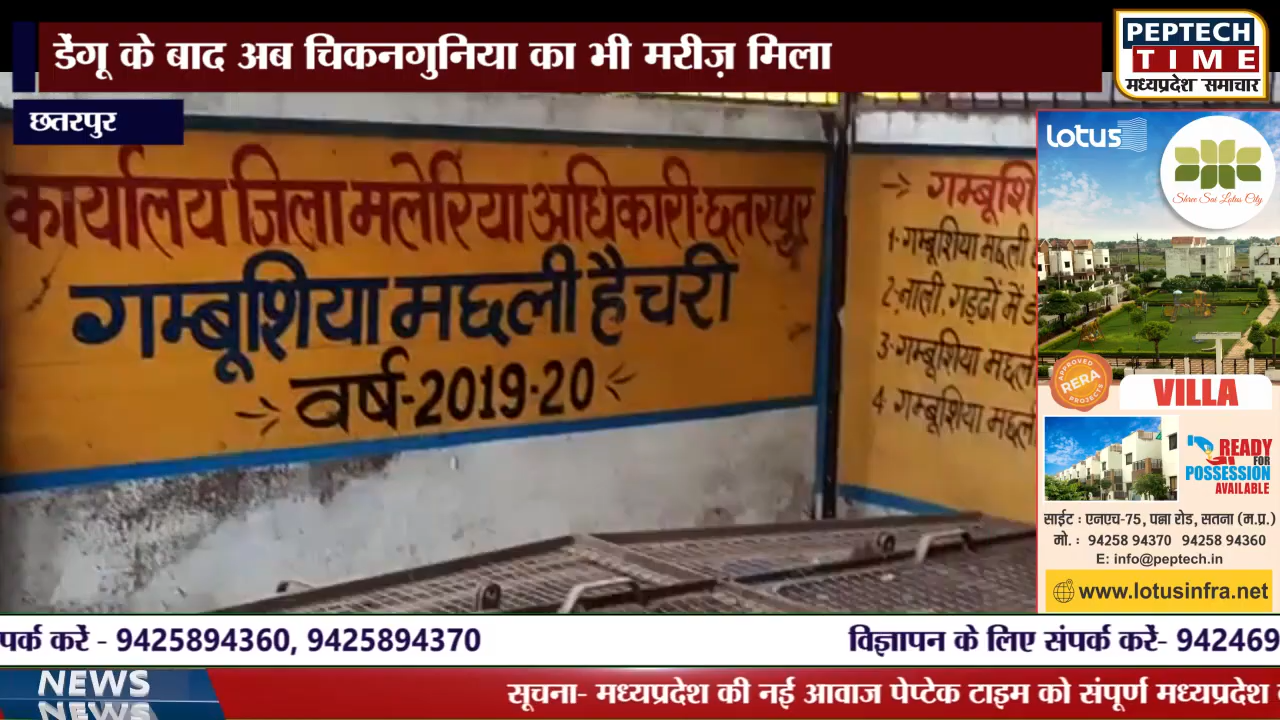 डेंगू के बाद अब चिकनगुनिया का भी मरीज़ मिला
PEPTECH
TIME
मध्यप्रदेश समाचार
छतरपुर
कार्यालय जिला मलेरिया अधिकारी-छतरपुर
गम्बूशिया मछली हैचरी
वर्ष-2019-20
गम्बूशि
1-गम्बूशिया मछली
2-नाली, गड्ढों में
3-गम्बूशिया मछली
4 गम्बूशिया मछली
lotus
Shree Sai Lotus City
APPROVED
RERA
PROJECTS
VILLA
READY
FOR
POSSESSION
AVAILABLE
साईट : एनएच-75, पन्ना रोड, सतना (म.प्र.)
मो. : 94258 94370 94258 94360
E: info@peptech.in
www.lotusinfra.net
पर्क करें - 9425894360, 9425894370
विज्ञापन के लिए संपर्क करें- 942469
NEWS
NEWS
सूचना- मध्यप्रदेश की नई आवाज पेप्टेक टाइम को संपूर्ण मध्यप्रदेश